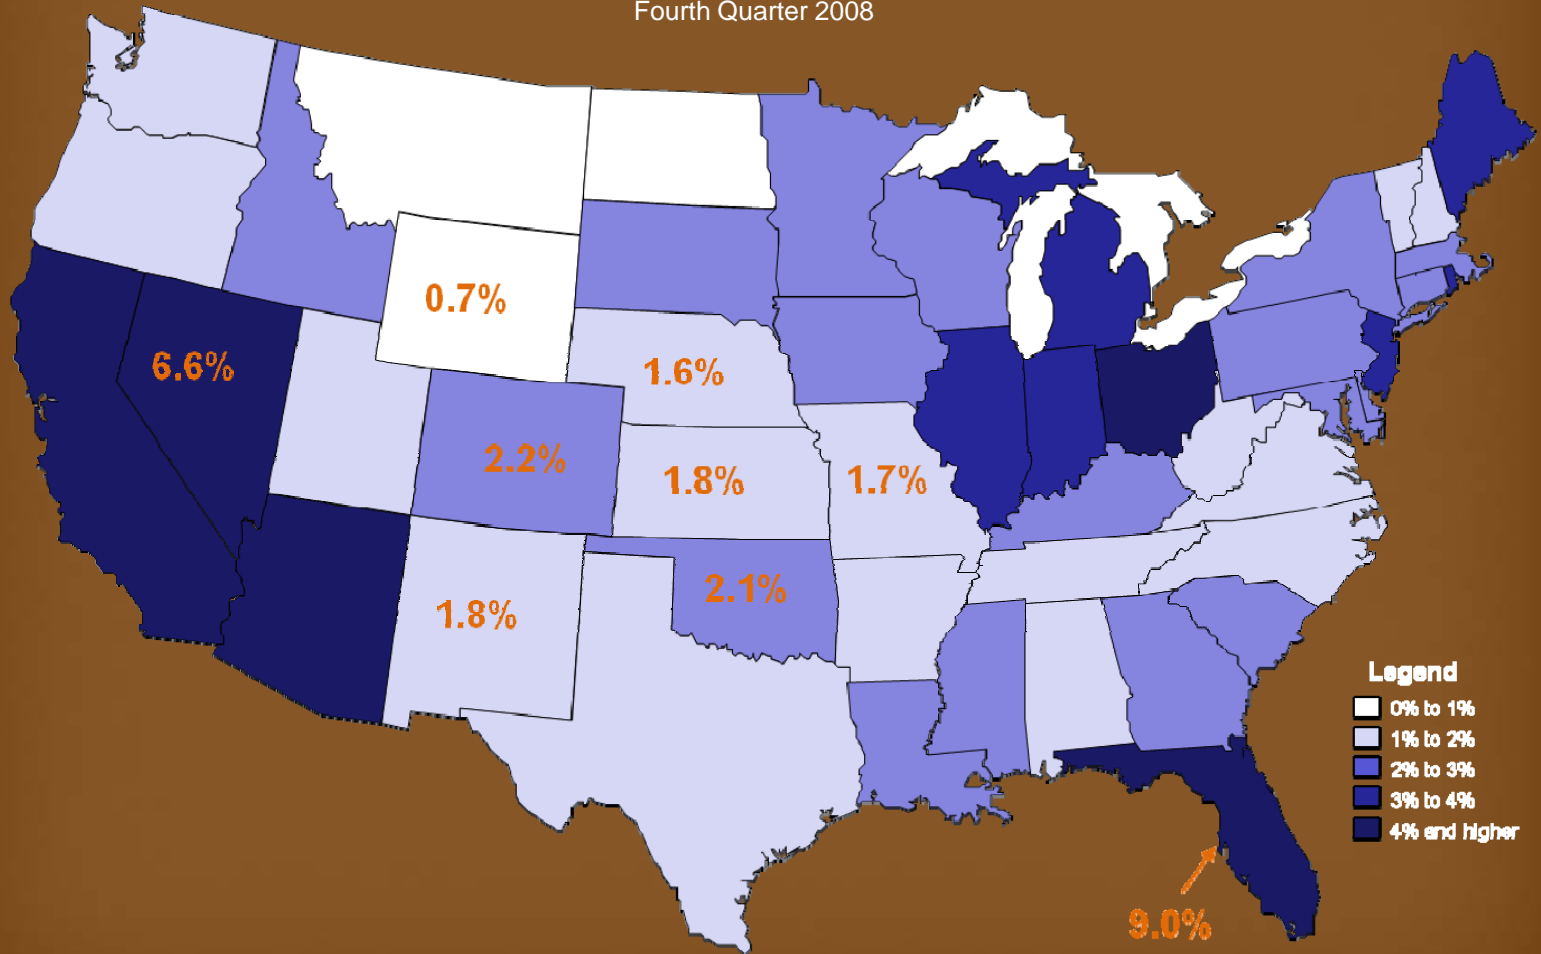 Fourth Quarter 2008
0.7%
6.6%
1.6%
2.2%
1.8%
1.7%
2.1%
1.8%
Legend
0% to 1%
1% to 2%
2% to 3%
3% to 4%
4% and higher
9.0%